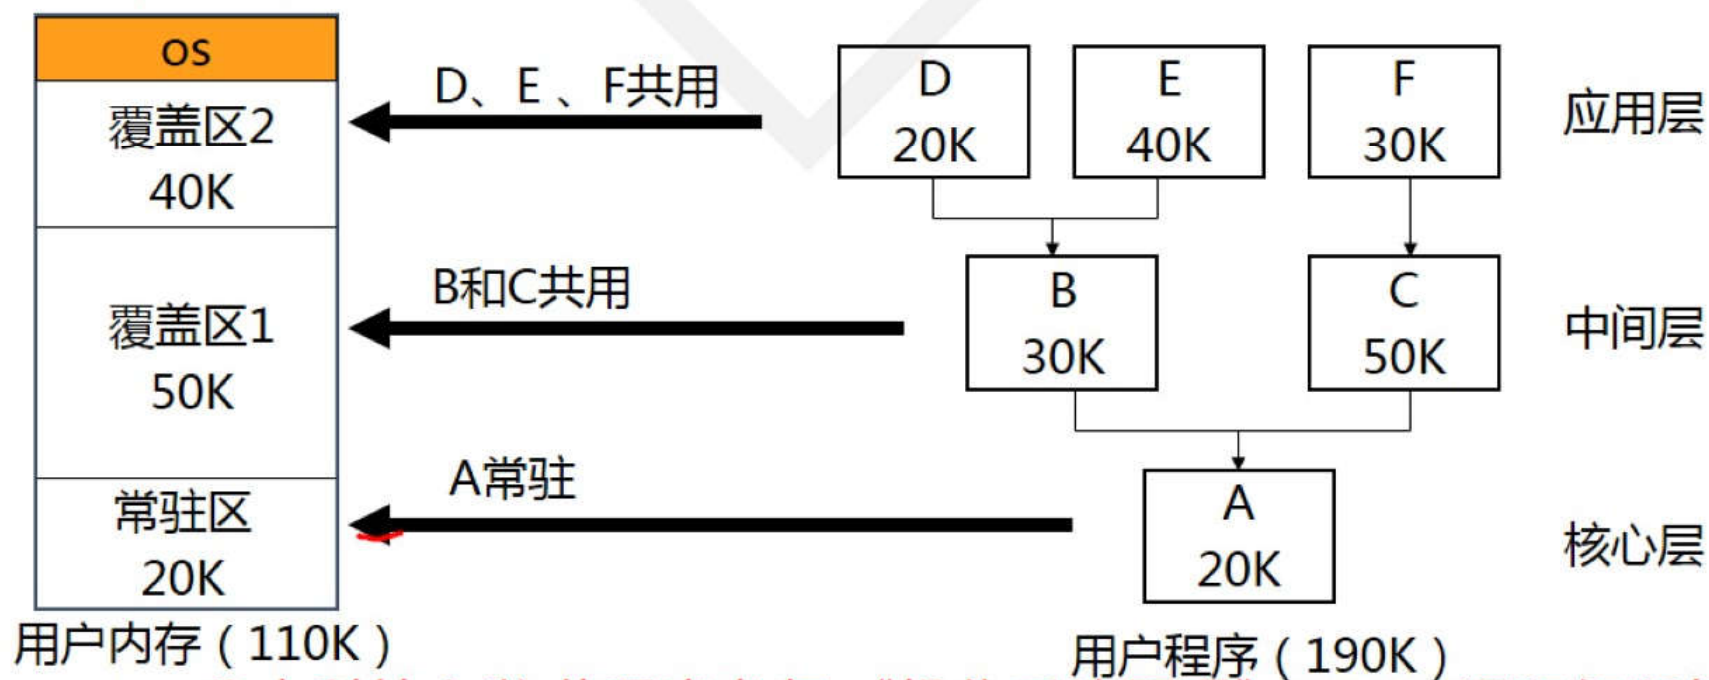 OS
覆盖区2
40K
覆盖区1
50K
常驻区
20K
用户内存（110K）
D、E 、F共用
B和C共用
A常驻
D
20K
E
40K
F
30K
应用层
B
30K
C
50K
中间层
A
20K
核心层
用户程序（190K）